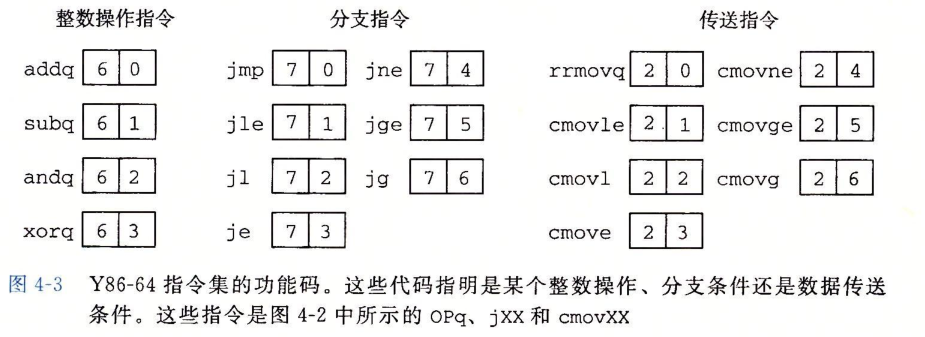 整数操作指令 分支指令 传送指令
addq 6 0 jmp 7 0 jne 7 4 rrmovq 2 0 cmovne 2 4
subq 6 1 jle 7 1 jge 7 5 cmovle 2 1 cmovge 2 5
andq 6 2 jl 7 2 jg 7 6 cmovl 2 2 cmovg 2 6
xorq 6 3 je 7 3 cmove 2 3
图 4-3 Y86-64 指令集的功能码。这些代码指明是某个整数操作、分支条件还是数据传送
条件。这些指令是图 4-2 中所示的 OPq、jXX 和 cmovXX